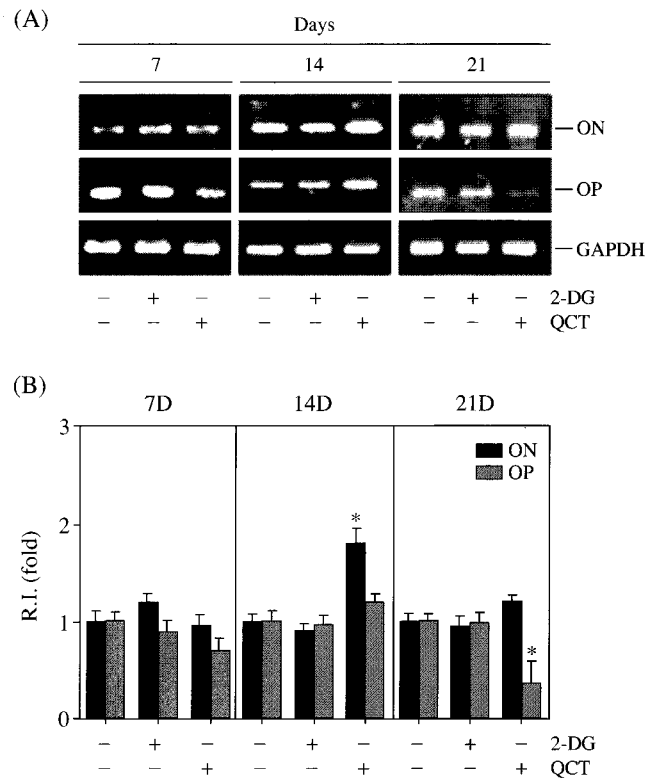 (A)
Days
7 14 21
ON
OP
GAPDH
− + − − + − − + − 2-DG
− − + − − + − − + QCT
(B)
7D 14D 21D
3
ON
OP
2
*
R.I. (fold)
1
*
0
− + − − + − − + − 2-DG
− − + − − + − − + QCT